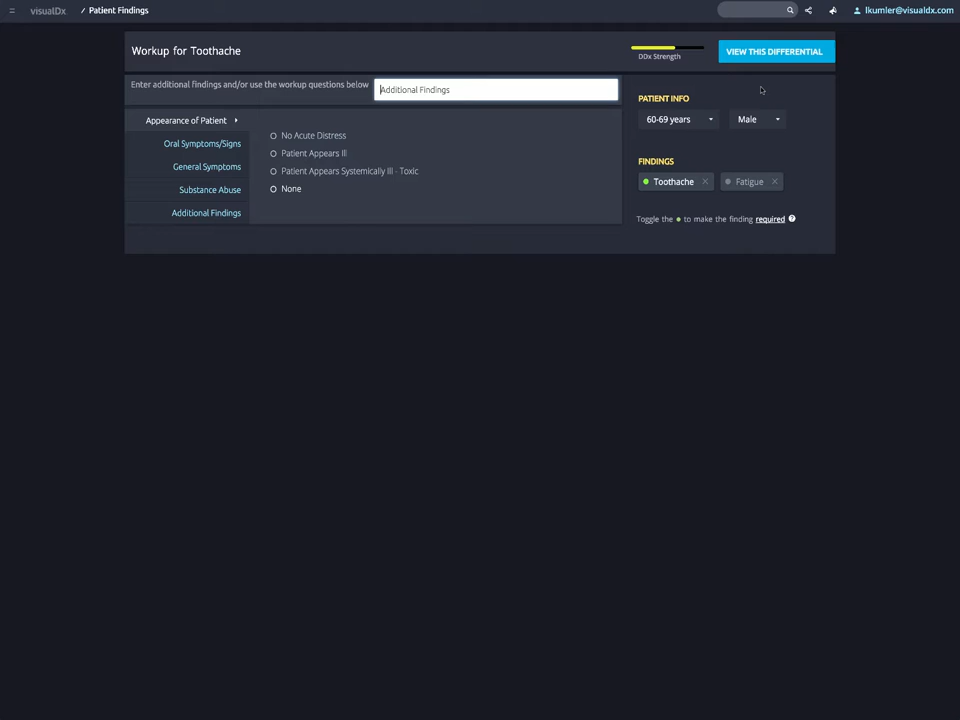 visualDx / Patient Findings lkumler@visualdx.com
Workup for Toothache
DDx Strength
VIEW THIS DIFFERENTIAL
Enter additional findings and/or use the workup questions below
Additional Findings
Appearance of Patient
Oral Symptoms/Signs
General Symptoms
Substance Abuse
Additional Findings
No Acute Distress
Patient Appears Ill
Patient Appears Systemically Ill - Toxic
None
PATIENT INFO
60-69 years Male
FINDINGS
Toothache Fatigue
Toggle the to make the finding required